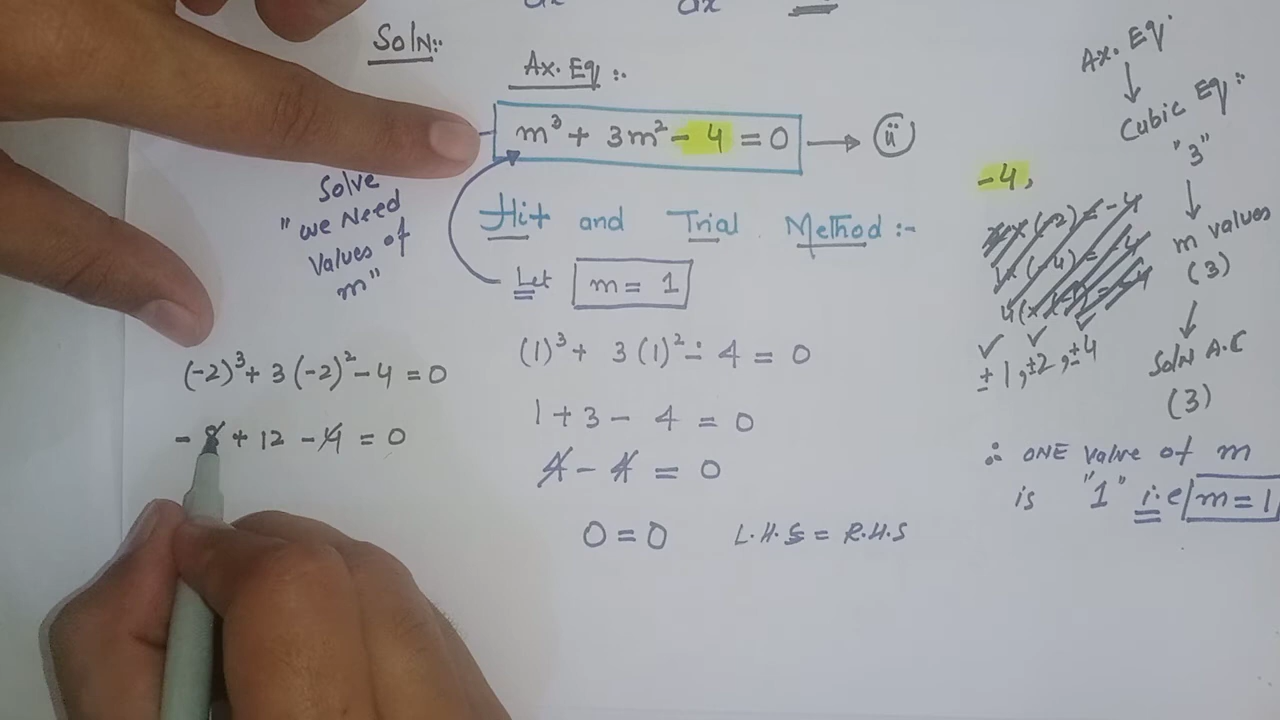 dx dx
SolN:-
Ax. Eq :-
m³ + 3m² - 4 = 0 →
Solve
"we Need
values of
m"
Hit and Trial Method :-
Let m = 1
(1)³ + 3(1)² - 4 = 0
1 + 3 - 4 = 0
4 - 4 = 0
0 = 0 L.H.S = R.H.S
(-2)³ + 3(-2)² - 4 = 0
- 8 + 12 - 4 = 0
-4,
± 1, ±2, ±4
Ax. Eq.
↓
Cubic Eq :-
"3"
↓
m values
(3)
↓
SolN A.C
(3)
∴ ONE value of m
is "1" i.e/ m = 1